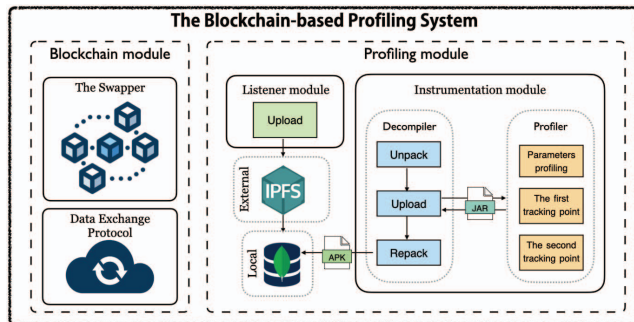 The Blockchain-based Profiling System
Blockchain module
The Swapper
Data Exchange
Protocol
Profiling module
Listener module
Upload
External
IPFS
Local
Instrumentation module
Decompiler
Unpack
Upload
Repack
APK
JAR
Profiler
Parameters
profiling
The first
tracking point
The second
tracking point